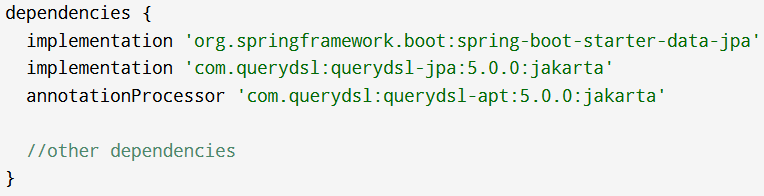 dependencies {
  implementation 'org.springframework.boot:spring-boot-starter-data-jpa'
  implementation 'com.querydsl:querydsl-jpa:5.0.0:jakarta'
  annotationProcessor 'com.querydsl:querydsl-apt:5.0.0:jakarta'
  //other dependencies
}